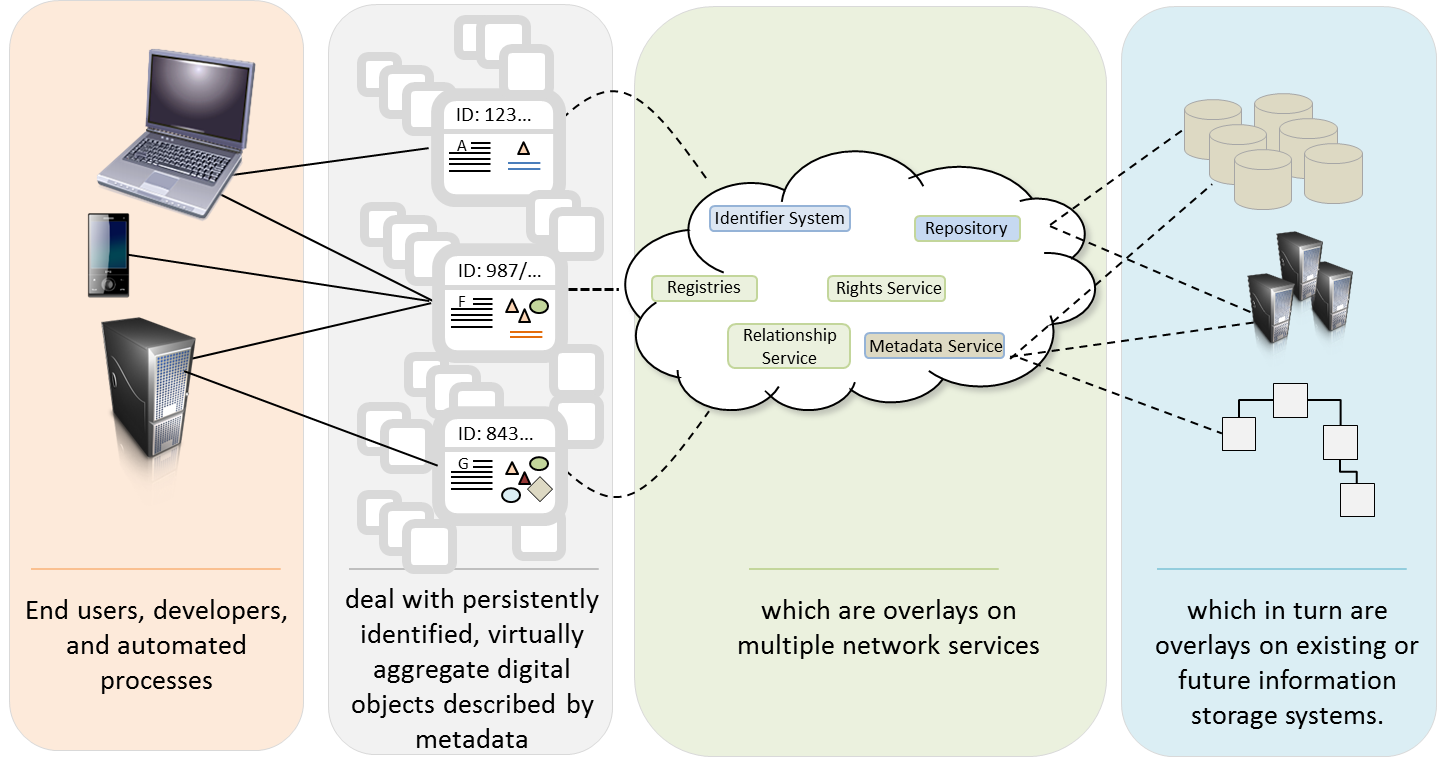 ID: 123...
A
ID: 987/...
F
ID: 843...
G
Identifier System
Repository
Registries
Rights Service
Relationship
Service
Metadata Service
End users, developers,
and automated
processes
deal with persistently
identified, virtually
aggregate digital
objects described by
metadata
which are overlays on
multiple network services
which in turn are
overlays on existing or
future information
storage systems.